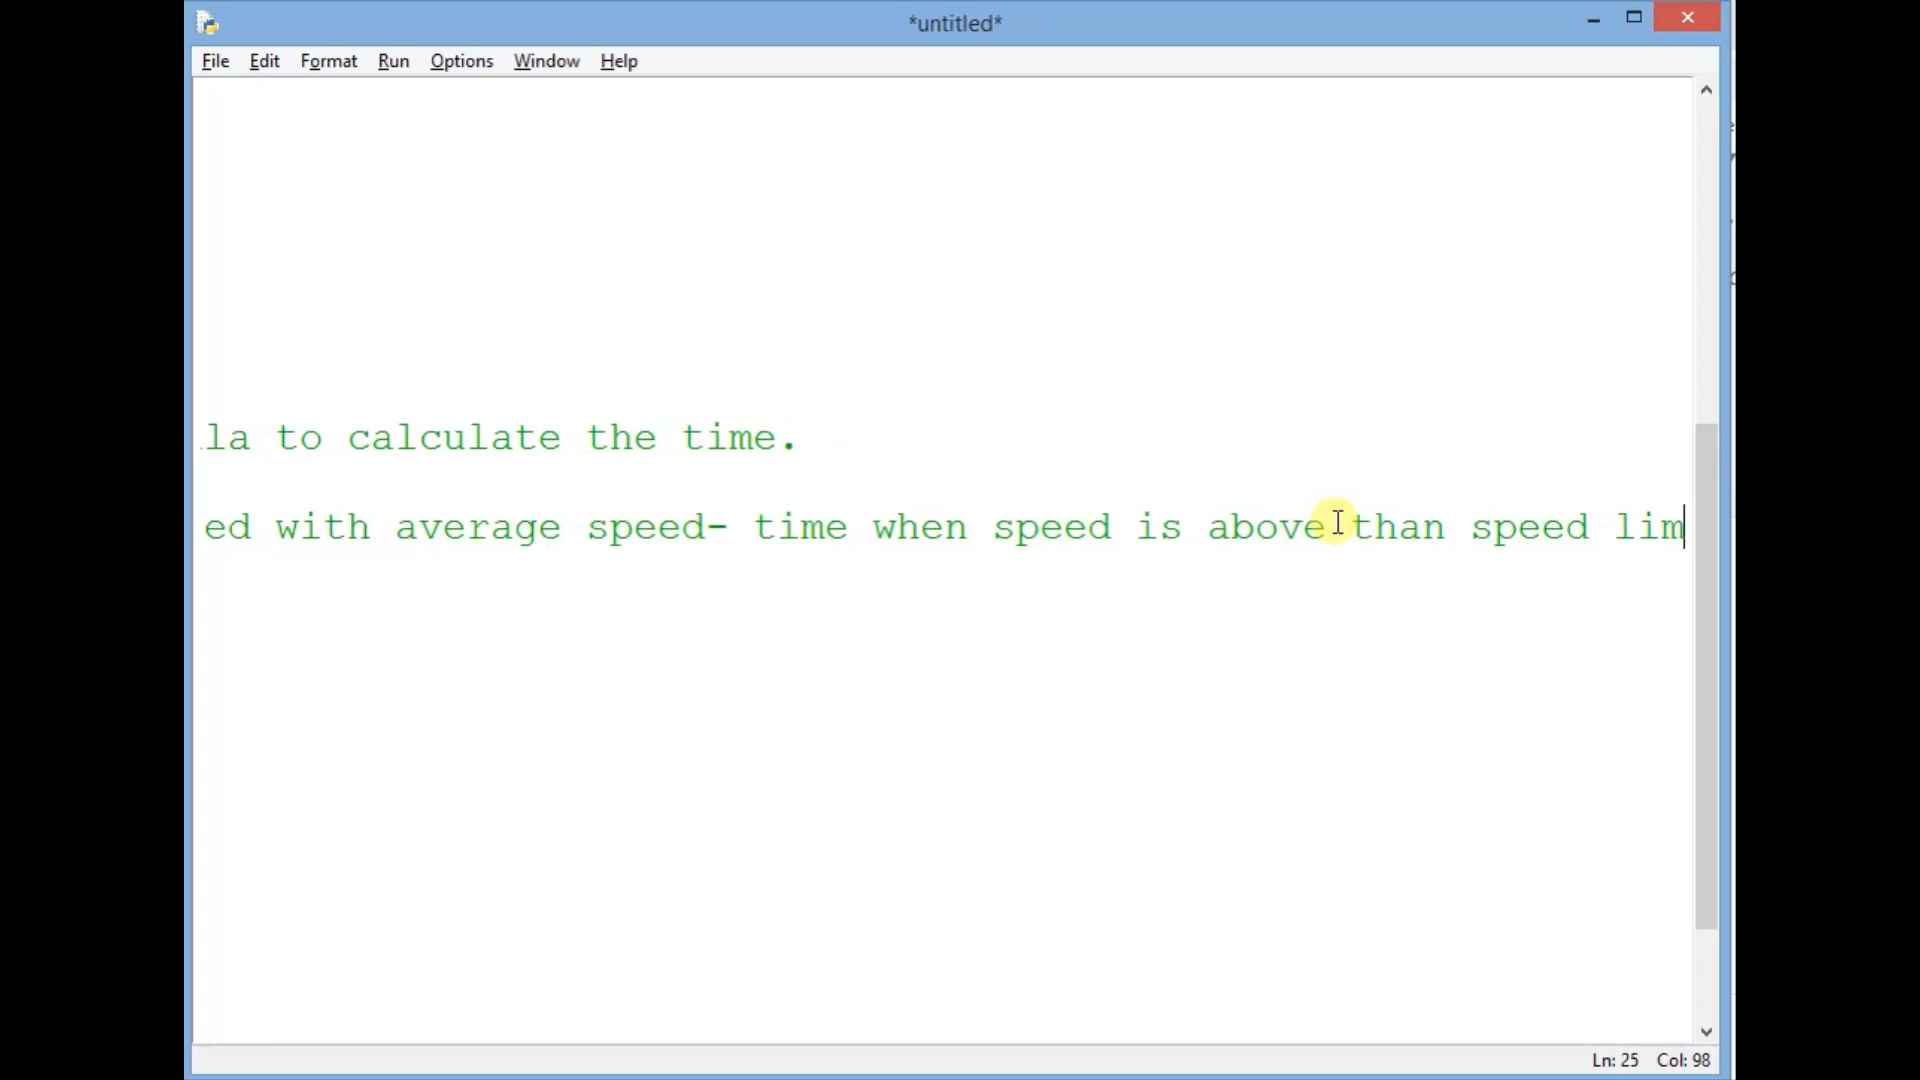 *untitled*
File Edit Format Run Options Window Help
la to calculate the time.
ed with average speed- time when speed is above than speed lim
Ln: 25 Col: 98